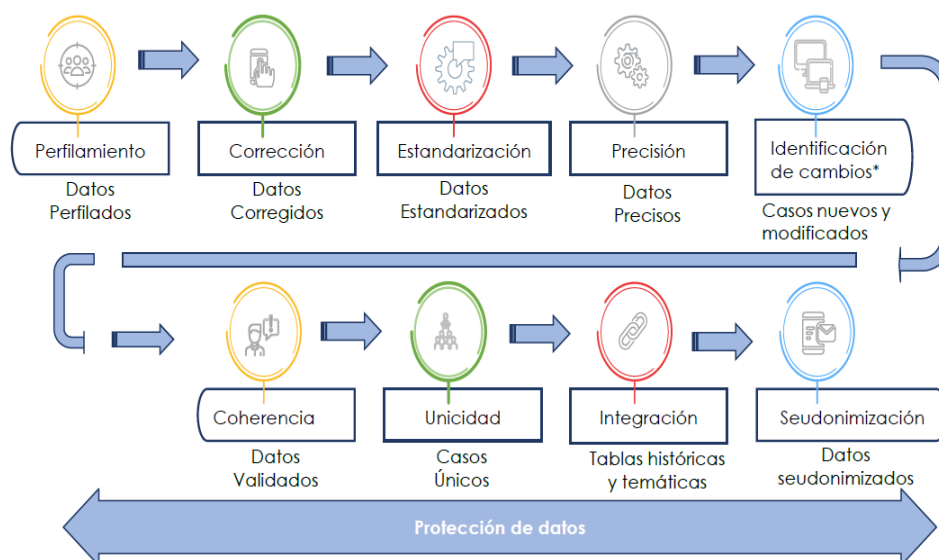 Perfilamiento
Corrección
Estandarización
Precisión
Identificación
de cambios*
Datos
Perfilados
Datos
Corregidos
Datos
Estandarizados
Datos
Precisos
Casos nuevos y
modificados
Coherencia
Unicidad
Integración
Seudonimización
Datos
Validados
Casos
Únicos
Tablas históricas
y temáticas
Datos
seudonimizados
Protección de datos